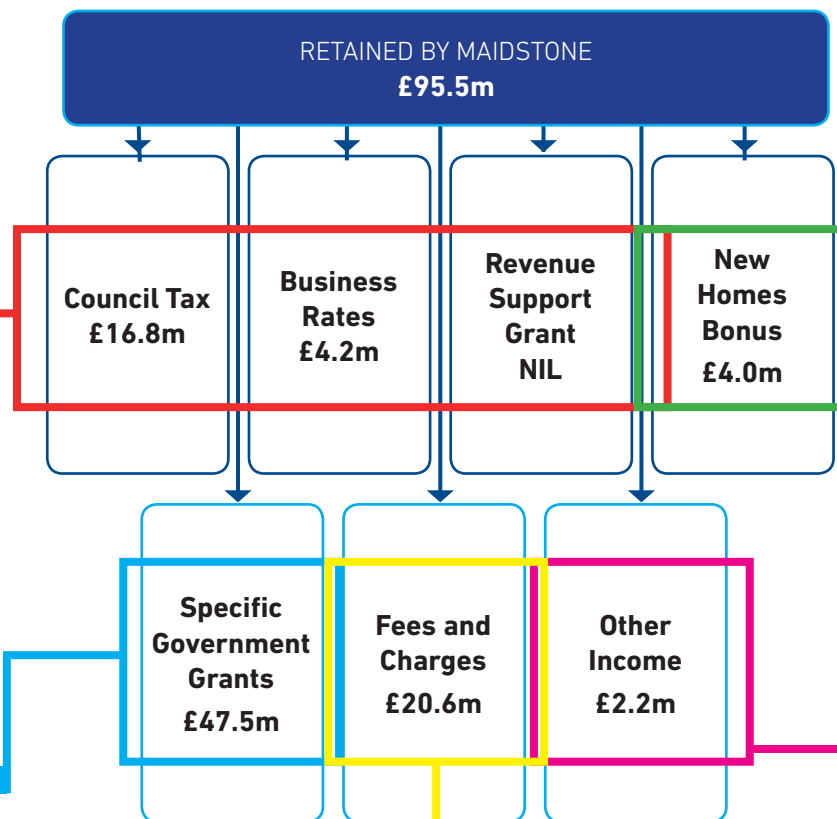 RETAINED BY MAIDSTONE
£95.5m
Council Tax
£16.8m
Business
Rates
£4.2m
Revenue
Support
Grant
NIL
New
Homes
Bonus
£4.0m
Specific
Government
Grants
£47.5m
Fees and
Charges
£20.6m
Other
Income
£2.2m